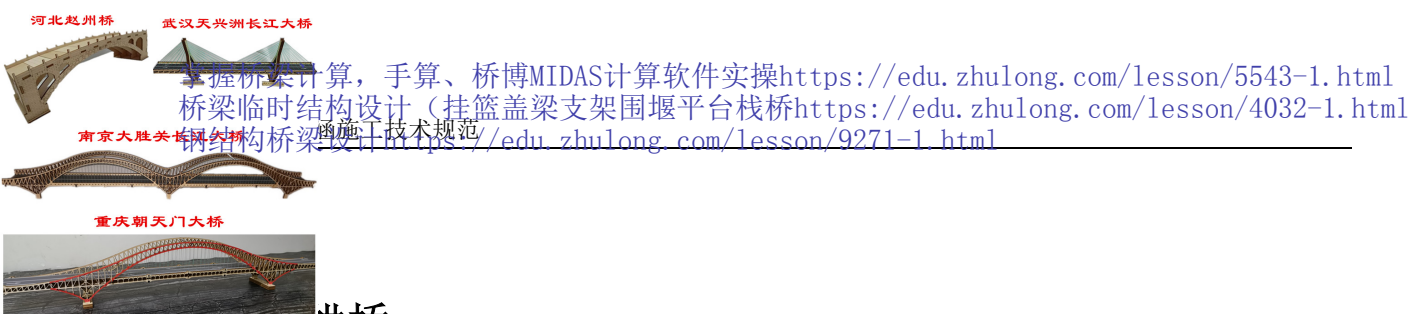 河北赵州桥
武汉天兴洲长江大桥
掌握桥梁计算，手算、桥博MIDAS计算软件实操https://edu.zhulong.com/lesson/5543-1.html
桥梁临时结构设计（挂篮盖梁支架围堰平台栈桥https://edu.zhulong.com/lesson/4032-1.html
南京大胜关长江大桥
涵施工技术规范
钢结构桥梁设计https://edu.zhulong.com/lesson/9271-1.html
重庆朝天门大桥